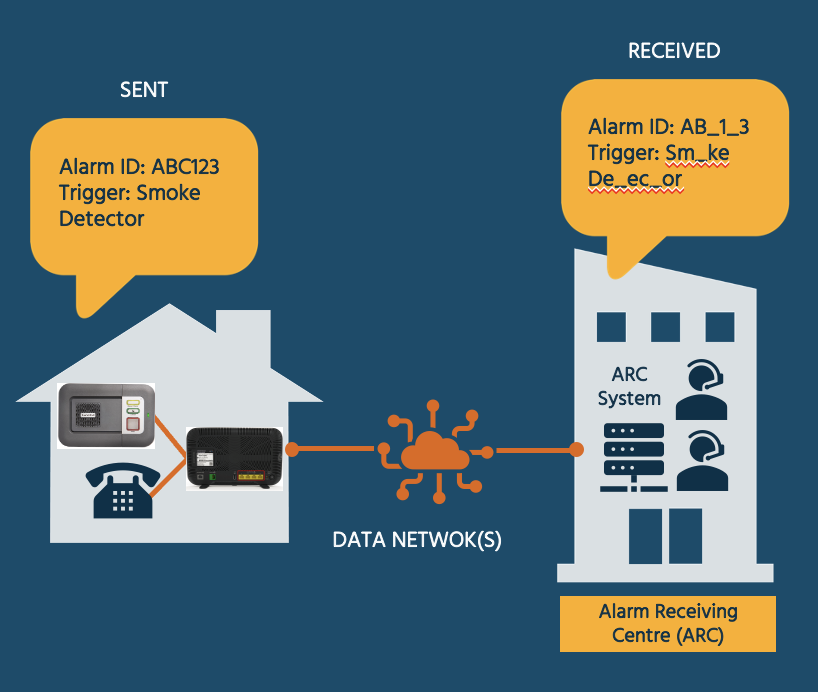 RECEIVED
SENT
Alarm ID: AB_1_3
Trigger: Sm_ke
De_ec_or
Alarm ID: ABC123
Trigger: Smoke
Detector
ARC
System
DATA NETWOK(S)
Alarm Receiving
Centre (ARC)